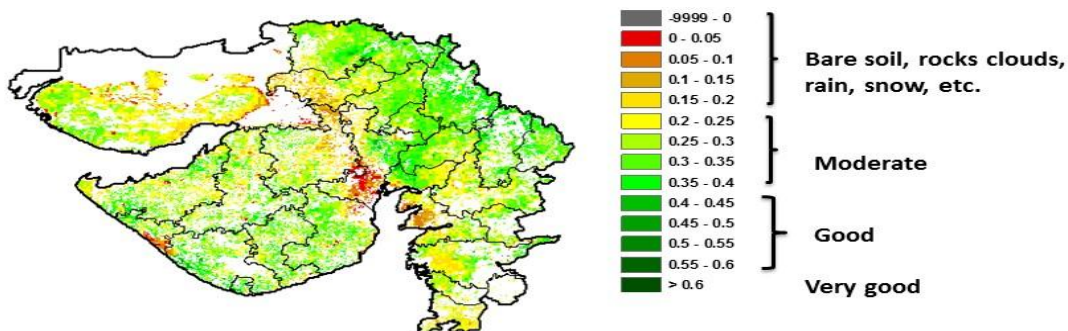 -9999 - 0
0 - 0.05
0.05 - 0.1
0.1 - 0.15
0.15 - 0.2
0.2 - 0.25
0.25 - 0.3
0.3 - 0.35
0.35 - 0.4
0.4 - 0.45
0.45 - 0.5
0.5 - 0.55
0.55 - 0.6
> 0.6
Bare soil, rocks clouds,
rain, snow, etc.
Moderate
Good
Very good